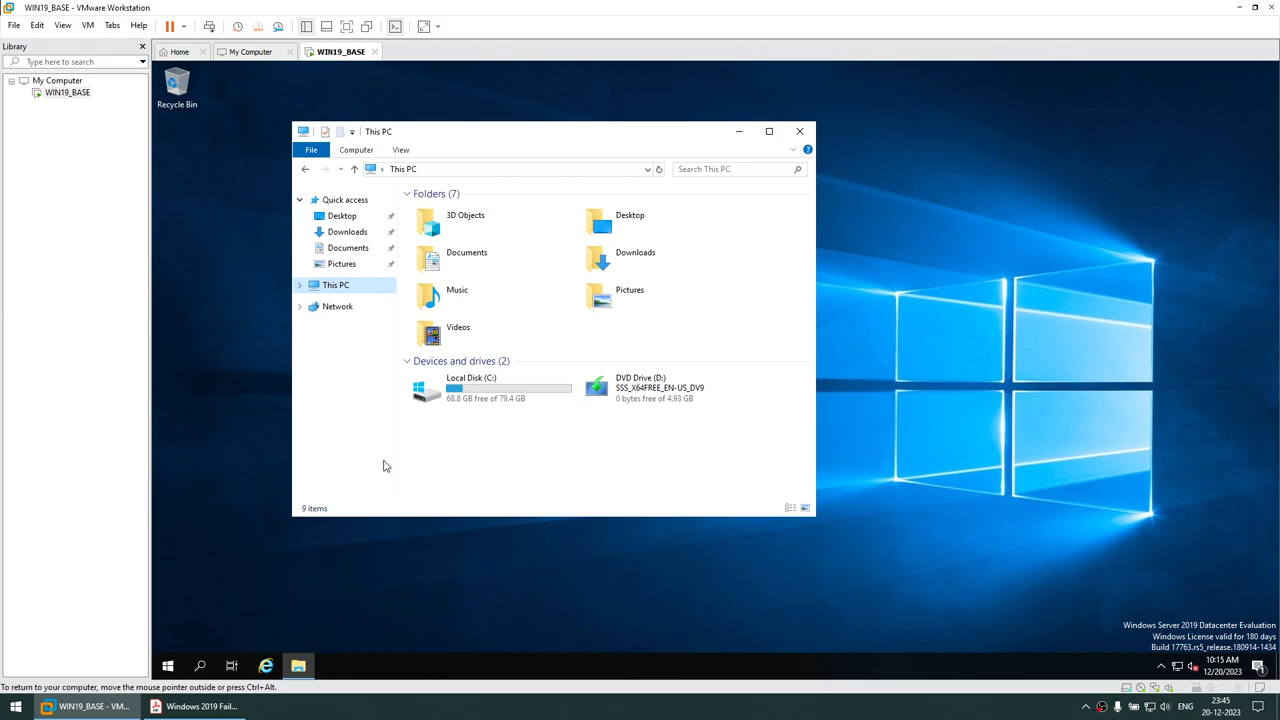 WIN19_BASE - VMware Workstation
File Edit View VM Tabs Help
Library
Type here to search
My Computer
WIN19_BASE
Home
My Computer
WIN19_BASE
Recycle Bin
This PC
File Computer View
This PC
Search This PC
Quick access
Desktop
Downloads
Documents
Pictures
This PC
Network
Folders (7)
3D Objects
Desktop
Documents
Downloads
Music
Pictures
Videos
Devices and drives (2)
Local Disk (C:)
68.8 GB free of 79.4 GB
DVD Drive (D:)
SSS_X64FREE_EN-US_DV9
0 bytes free of 4.93 GB
9 items
Windows Server 2019 Datacenter Evaluation
Windows License valid for 180 days
Build 17763.rs5_release.180914-1434
10:15 AM
12/20/2023
1
To return to your computer, move the mouse pointer outside or press Ctrl+Alt.
WIN19_BASE - VM...
Windows 2019 Fail...
ENG
23:45
20-12-2023